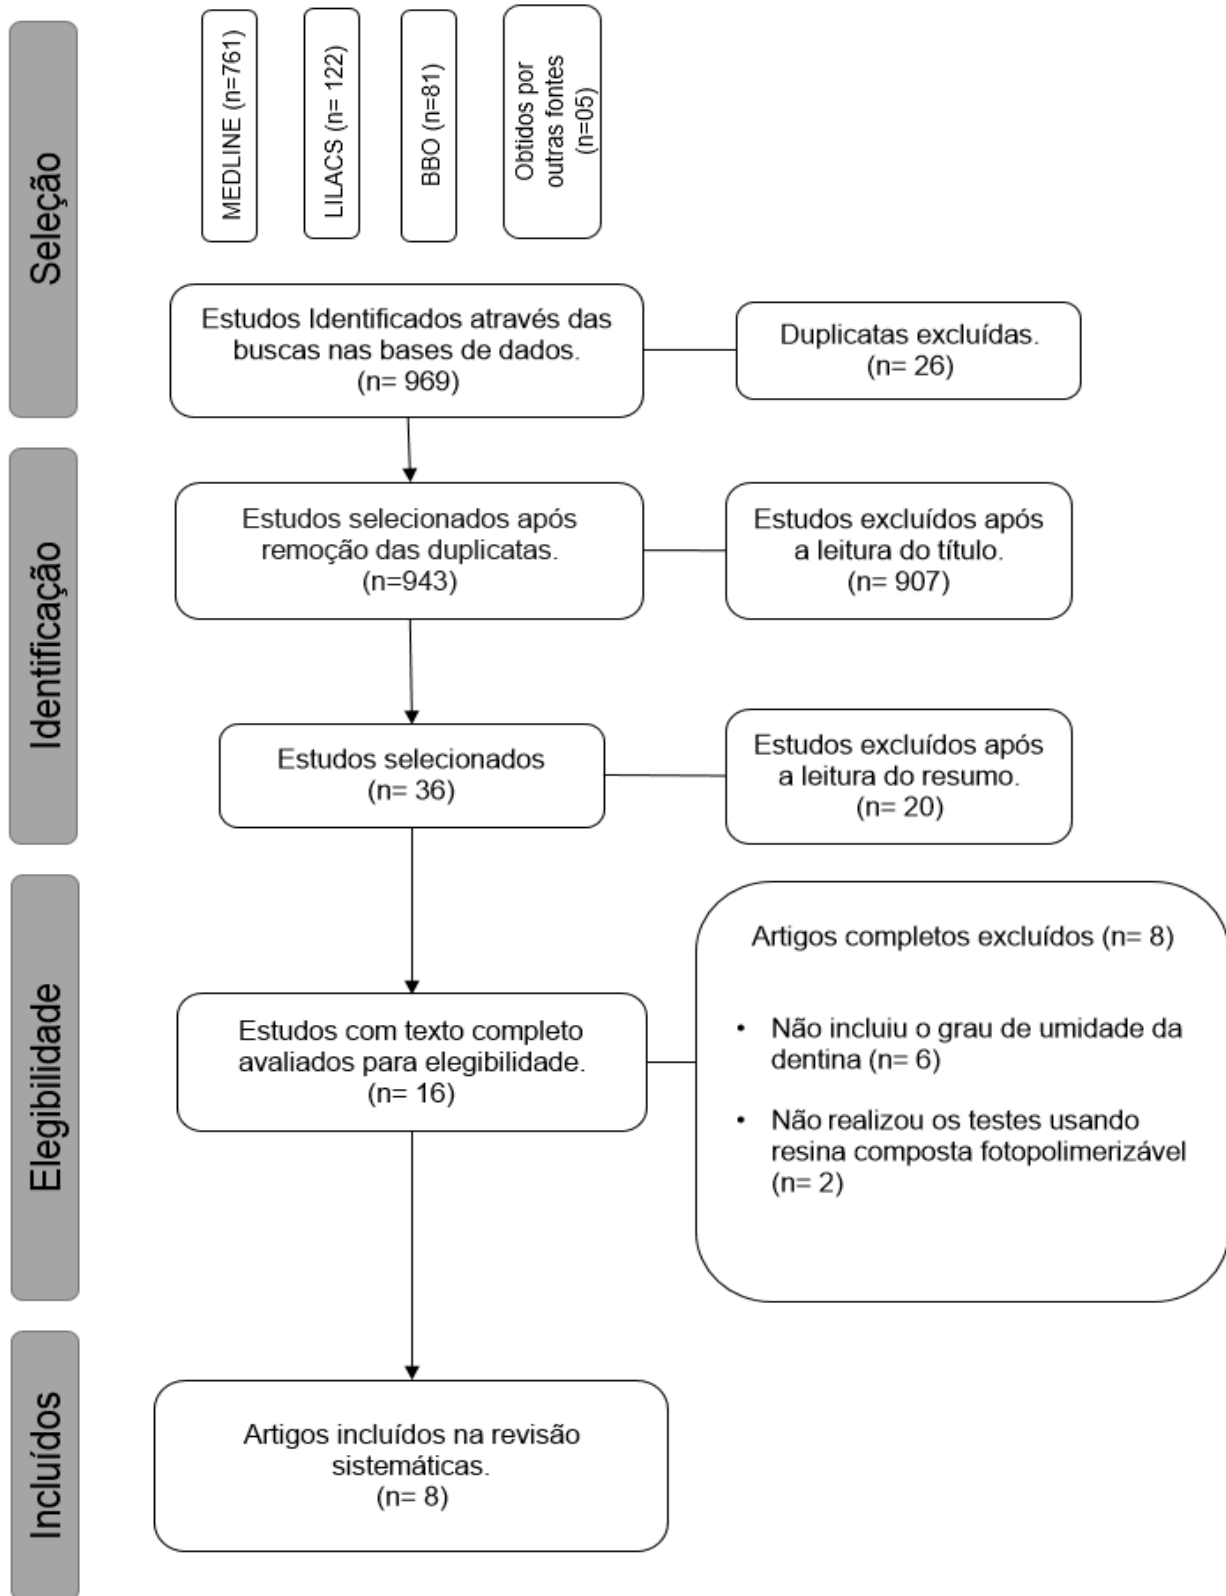 Seleção
MEDLINE (n=761)
LILACS (n= 122)
BBO (n=81)
Obtidos por
outras fontes
(n=05)
Estudos Identificados através das
buscas nas bases de dados.
(n= 969)
Duplicatas excluídas.
(n= 26)
Identificação
Estudos selecionados após
remoção das duplicatas.
(n=943)
Estudos excluídos após
a leitura do título.
(n= 907)
Estudos selecionados
(n= 36)
Estudos excluídos após
a leitura do resumo.
(n= 20)
Elegibilidade
Estudos com texto completo
avaliados para elegibilidade.
(n= 16)
Artigos completos excluídos (n= 8)
• Não incluiu o grau de umidade da
dentina (n= 6)
• Não realizou os testes usando
resina composta fotopolimerizável
(n= 2)
Incluídos
Artigos incluídos na revisão
sistemáticas.
(n= 8)